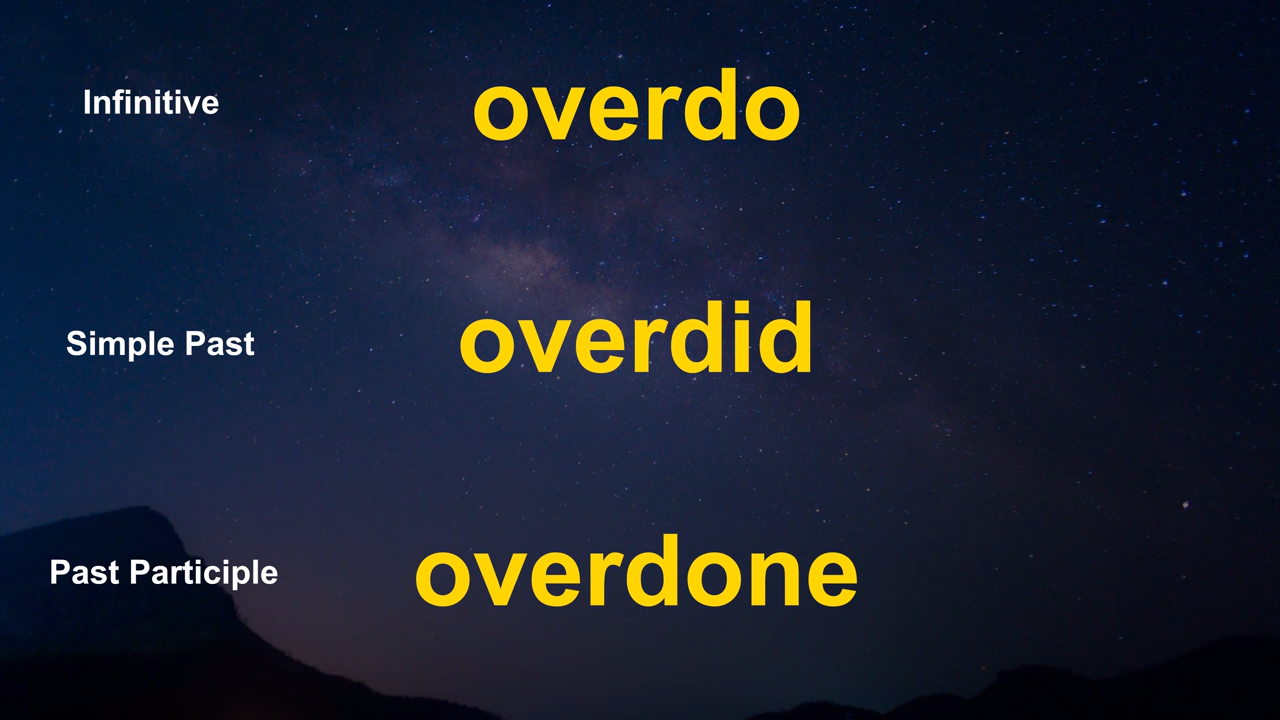 Infinitive
overdo
Simple Past
overdid
Past Participle
overdone